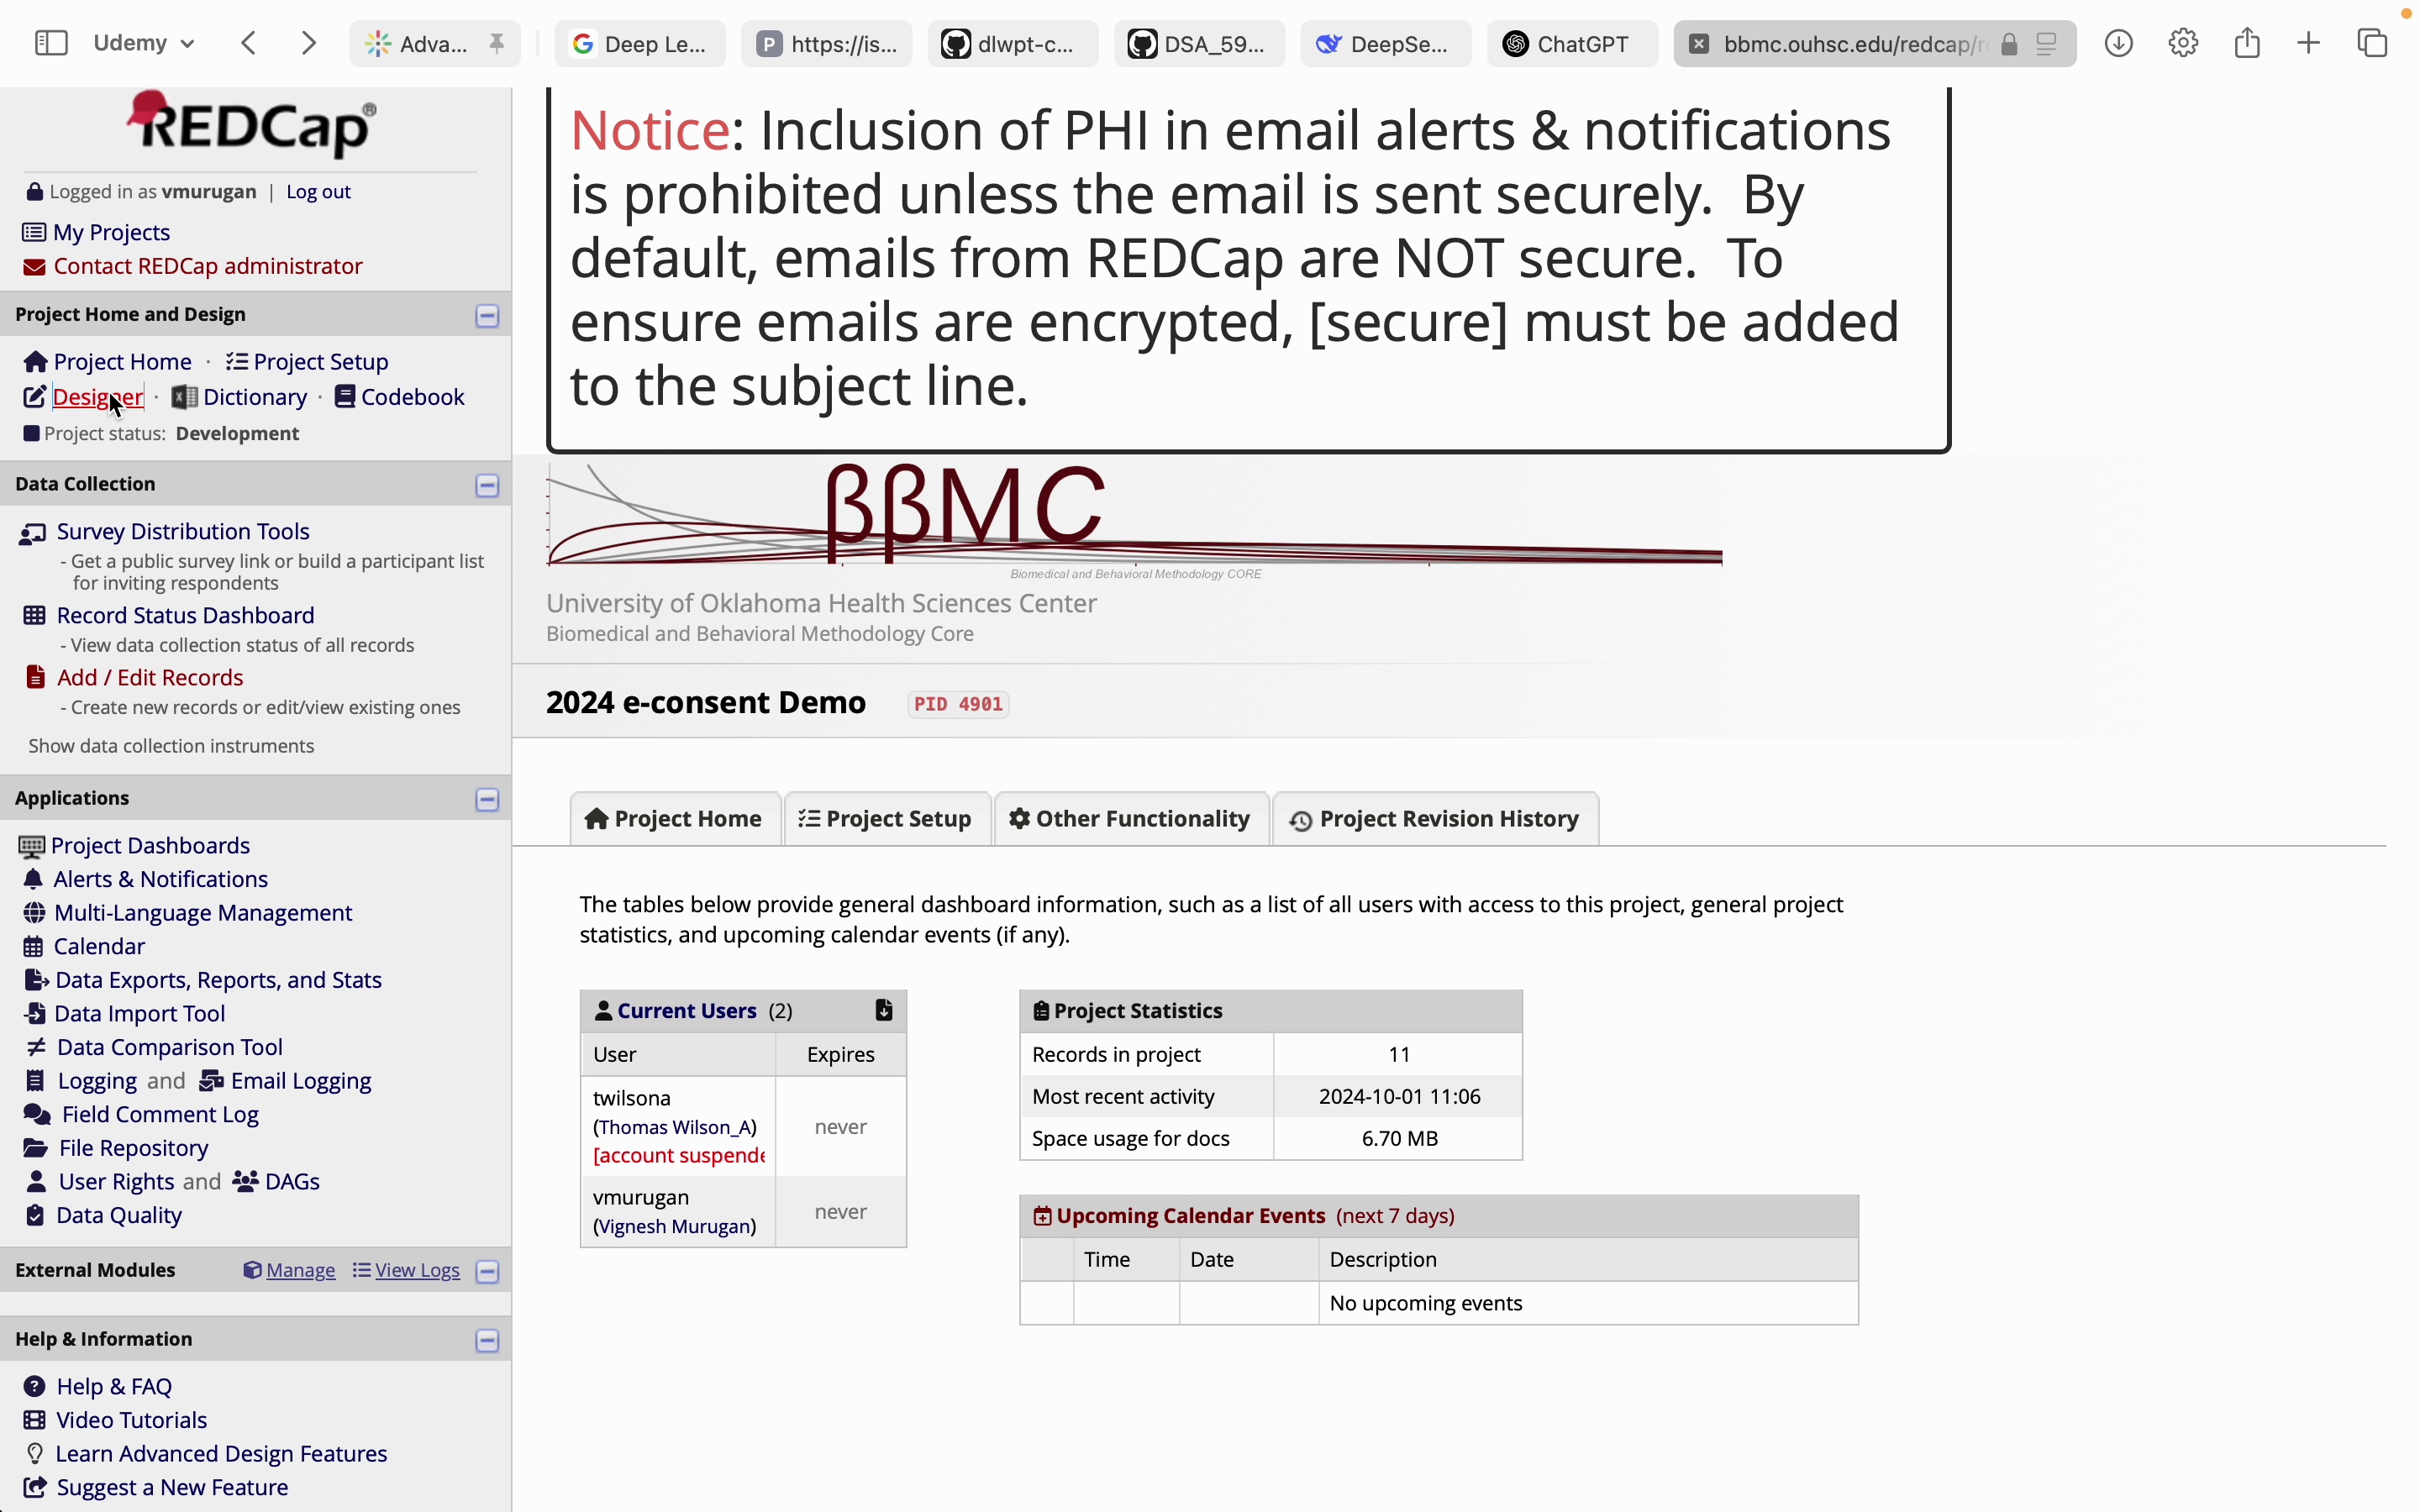 Udemy
Adva...
Deep Le...
https://is...
dlwpt-c...
DSA_59...
DeepSe...
ChatGPT
bbmc.ouhsc.edu/redcap/r
REDCap®
Logged in as vmurugan | Log out
My Projects
Contact REDCap administrator
Project Home and Design
Project Home · Project Setup
Designer · Dictionary · Codebook
Project status: Development
Data Collection
Survey Distribution Tools
- Get a public survey link or build a participant list
for inviting respondents
Record Status Dashboard
- View data collection status of all records
Add / Edit Records
- Create new records or edit/view existing ones
Show data collection instruments
Applications
Project Dashboards
Alerts & Notifications
Multi-Language Management
Calendar
Data Exports, Reports, and Stats
Data Import Tool
Data Comparison Tool
Logging and Email Logging
Field Comment Log
File Repository
User Rights and DAGs
Data Quality
External Modules Manage View Logs
Help & Information
Help & FAQ
Video Tutorials
Learn Advanced Design Features
Suggest a New Feature
Notice: Inclusion of PHI in email alerts & notifications
is prohibited unless the email is sent securely. By
default, emails from REDCap are NOT secure. To
ensure emails are encrypted, [secure] must be added
to the subject line.
ββMC
Biomedical and Behavioral Methodology CORE
University of Oklahoma Health Sciences Center
Biomedical and Behavioral Methodology Core
2024 e-consent Demo PID 4901
Project Home
Project Setup
Other Functionality
Project Revision History
The tables below provide general dashboard information, such as a list of all users with access to this project, general project
statistics, and upcoming calendar events (if any).
Current Users (2)
User Expires
twilsona
(Thomas Wilson_A) never
[account suspende
vmurugan
(Vignesh Murugan) never
Project Statistics
Records in project 11
Most recent activity 2024-10-01 11:06
Space usage for docs 6.70 MB
Upcoming Calendar Events (next 7 days)
Time Date Description
No upcoming events